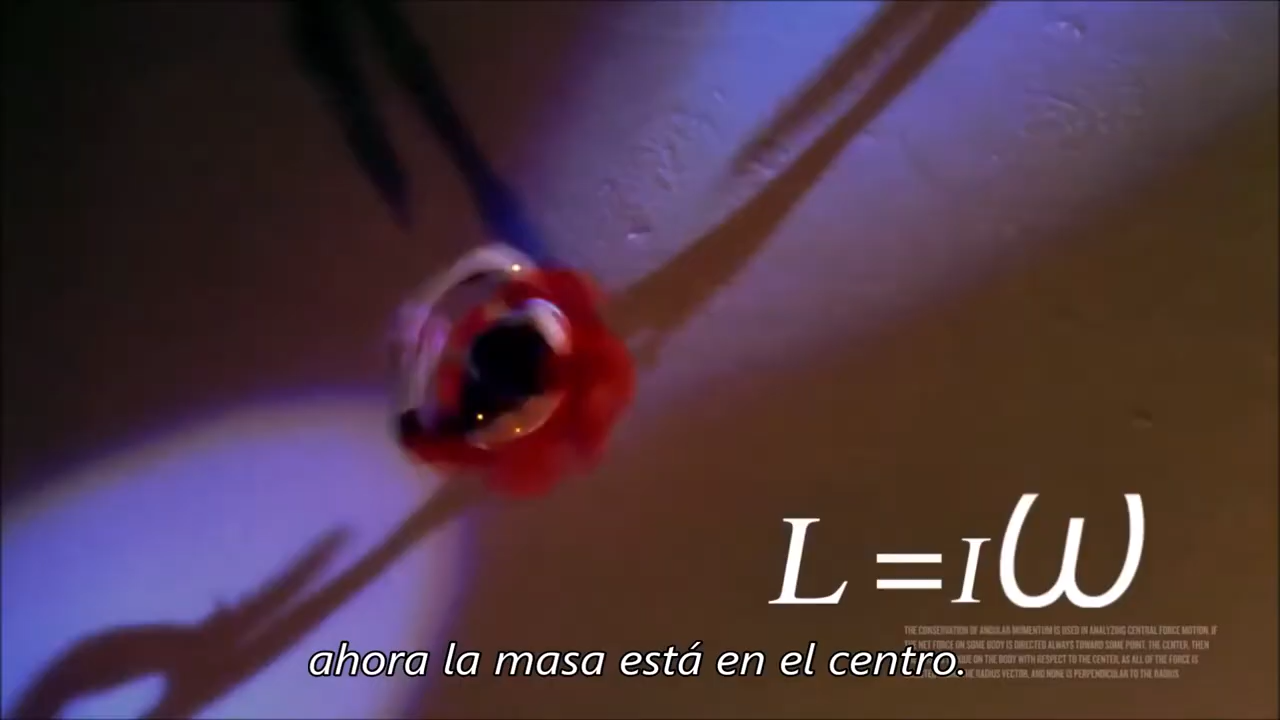 L = Iω
THE CONSERVATION OF ANGULAR MOMENTUM IS USED IN ANALYZING CENTRAL FORCE MOTION. IF
NET FORCE ON SOME BODY IS DIRECTED ALWAYS TOWARD SOME POINT, THE CENTER, THEN
ON THE BODY WITH RESPECT TO THE CENTER, AS ALL OF THE FORCE IS
THE RADIUS VECTOR, AND NONE IS PERPENDICULAR TO THE RADIUS.
ahora la masa está en el centro.